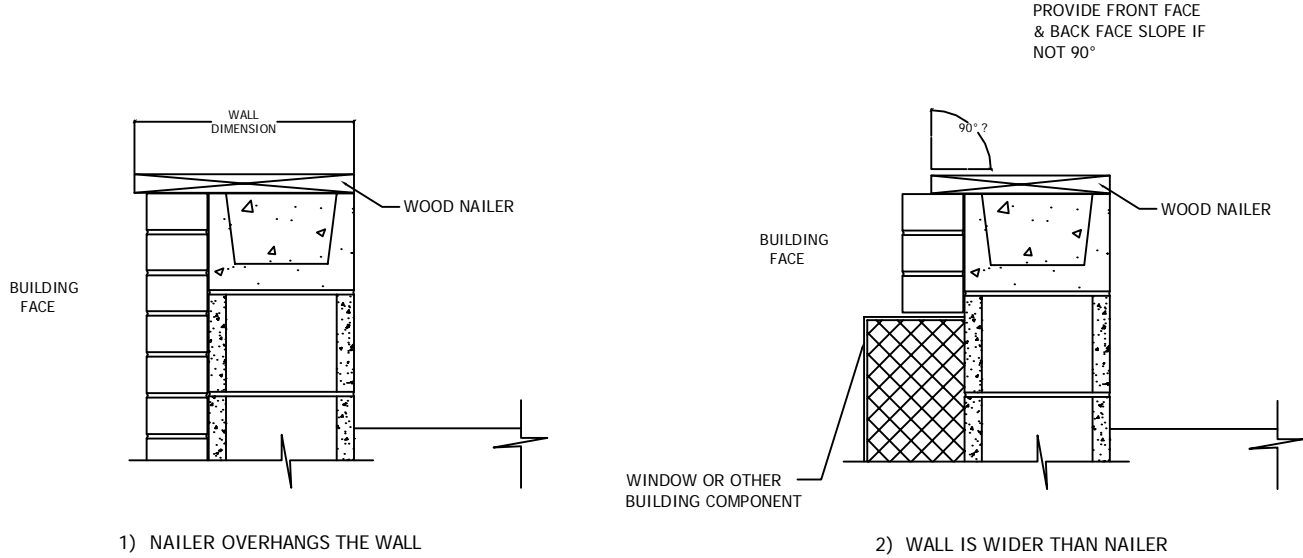 PROVIDE FRONT FACE
& BACK FACE SLOPE IF
NOT 90°
WALL
DIMENSION
90° ?
WOOD NAILER
WOOD NAILER
BUILDING
FACE
BUILDING
FACE
WINDOW OR OTHER
BUILDING COMPONENT
1) NAILER OVERHANGS THE WALL
2) WALL IS WIDER THAN NAILER